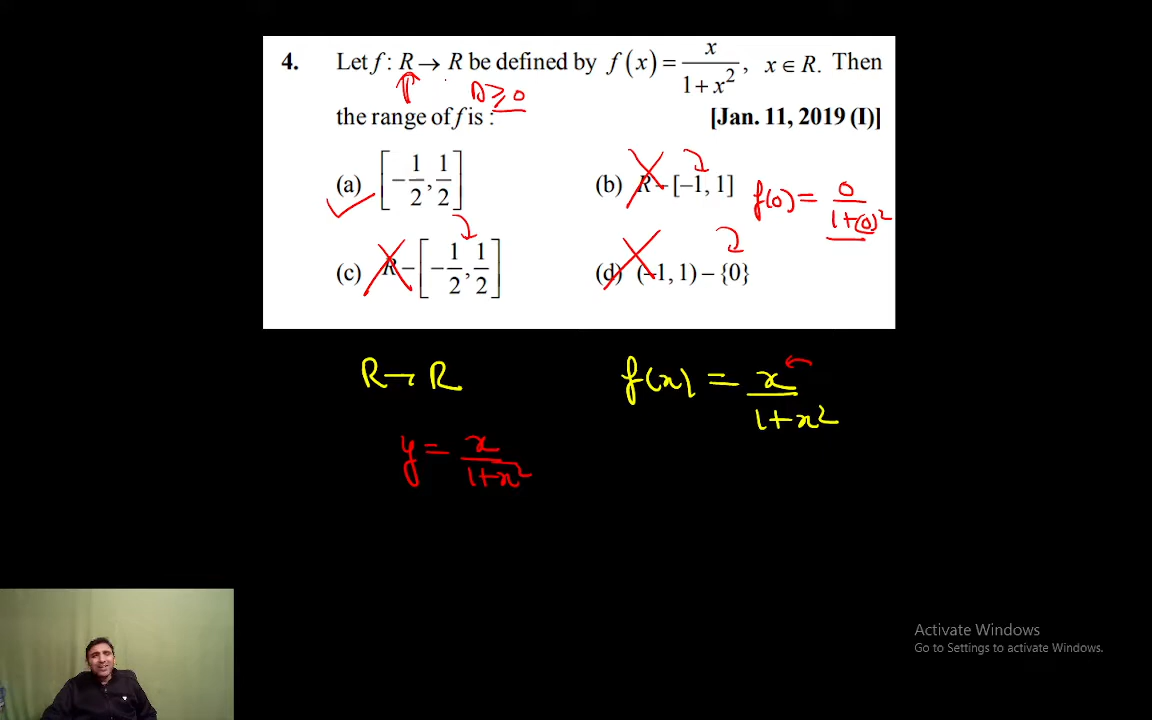 4. Let f : R → R be defined by f(x) = x/(1+x²), x ∈ R. Then
D ≥ 0
the range of f is : [Jan. 11, 2019 (I)]
(a) [−1/2, 1/2] (b) R − [−1, 1]
f(0) = 0/(1+(0)²)
(c) R − [−1/2, 1/2] (d) (−1, 1) − {0}
R → R f(x) = x/(1+x²)
y = x/(1+x²)
Activate Windows
Go to Settings to activate Windows.